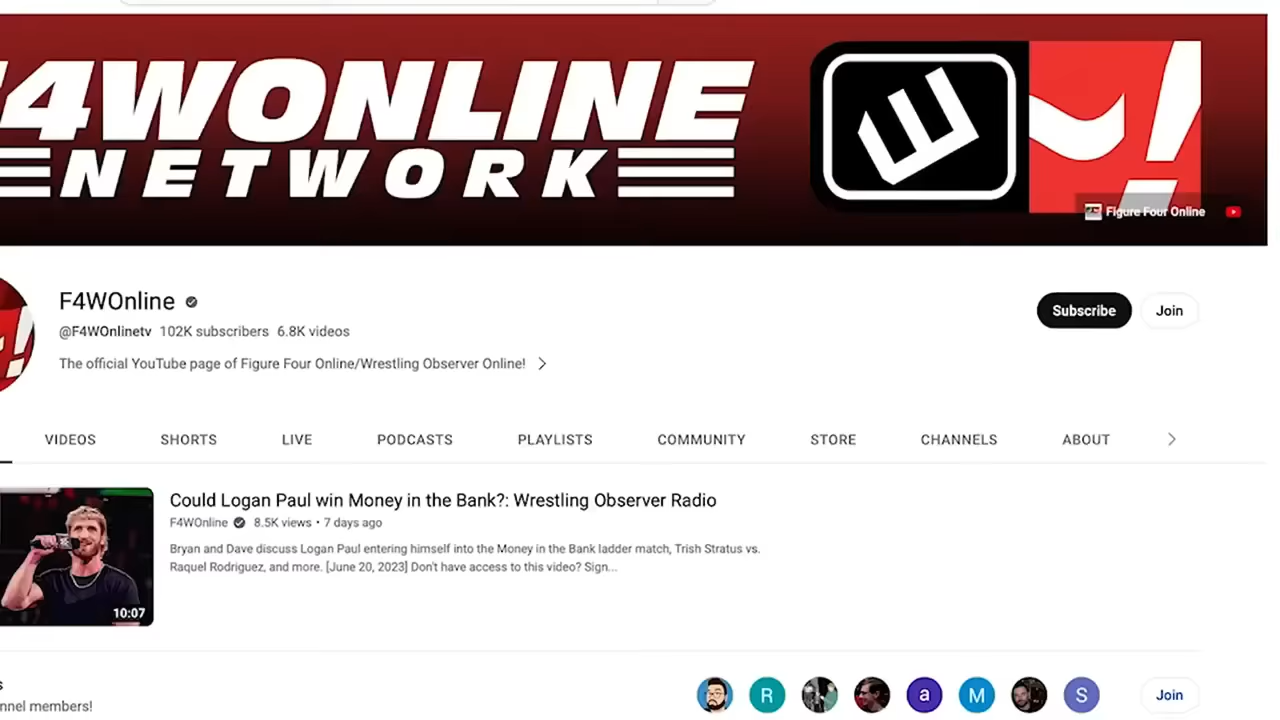 F4WONLINE
NETWORK
Figure Four Online
F4WOnline
@F4WOnlinetv 102K subscribers 6.8K videos
The official YouTube page of Figure Four Online/Wrestling Observer Online!
Subscribe
Join
VIDEOS SHORTS LIVE PODCASTS PLAYLISTS COMMUNITY STORE CHANNELS ABOUT
Could Logan Paul win Money in the Bank?: Wrestling Observer Radio
F4WOnline 8.5K views • 7 days ago
Bryan and Dave discuss Logan Paul entering himself into the Money in the Bank ladder match, Trish Stratus vs.
Raquel Rodriguez, and more. [June 20, 2023] Don't have access to this video? Sign...
10:07
R a M S
Join
nnel members!